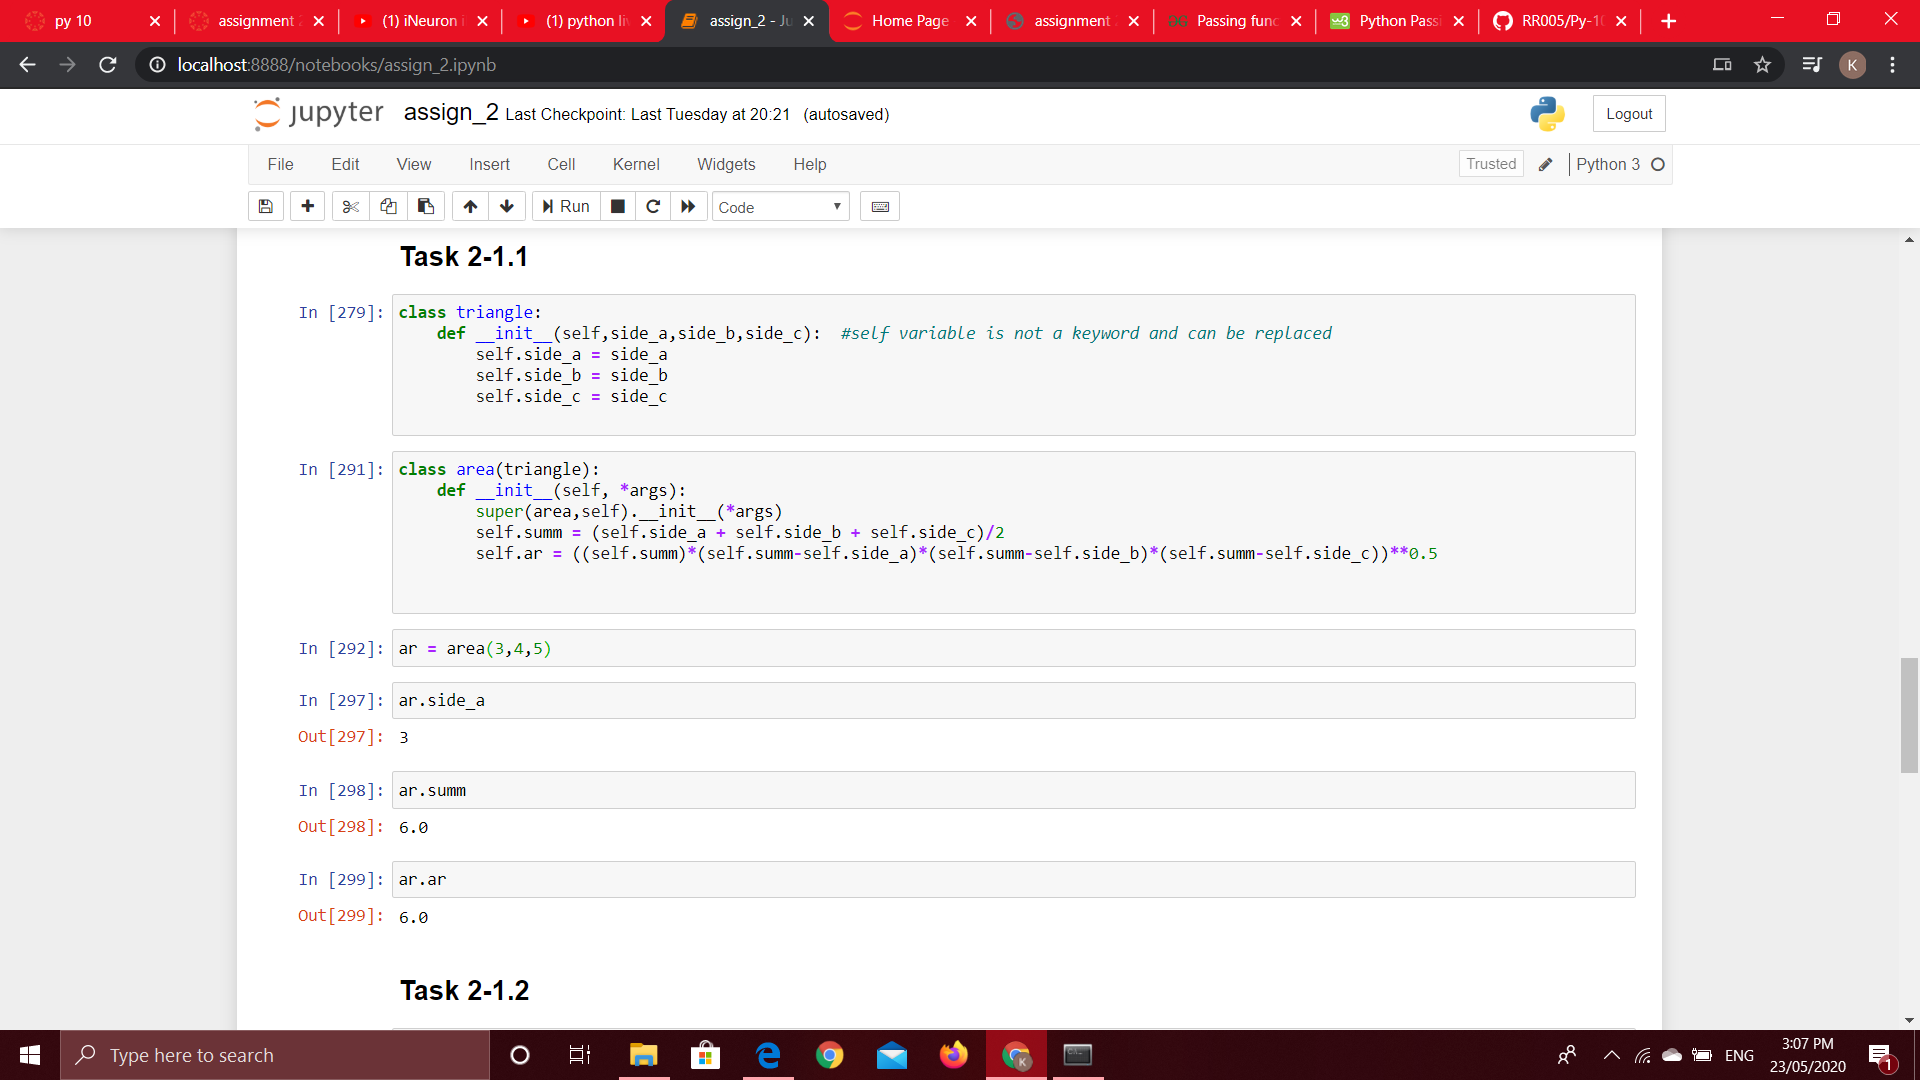 py 10
assignment 2
(1) iNeuron i
(1) python liv
assign_2 - Ju
Home Page
assignment
Passing func
Python Passi
RR005/Py-10
localhost:8888/notebooks/assign_2.ipynb
K
jupyter
assign_2 Last Checkpoint: Last Tuesday at 20:21 (autosaved)
Logout
File Edit View Insert Cell Kernel Widgets Help
Trusted
Python 3
Run
Code
Task 2-1.1
In [279]: class triangle:
    def __init__(self,side_a,side_b,side_c):  #self variable is not a keyword and can be replaced
        self.side_a = side_a
        self.side_b = side_b
        self.side_c = side_c
In [291]: class area(triangle):
    def __init__(self, *args):
        super(area,self).__init__(*args)
        self.summ = (self.side_a + self.side_b + self.side_c)/2
        self.ar = ((self.summ)*(self.summ-self.side_a)*(self.summ-self.side_b)*(self.summ-self.side_c))**0.5
In [292]: ar = area(3,4,5)
In [297]: ar.side_a
Out[297]: 3
In [298]: ar.summ
Out[298]: 6.0
In [299]: ar.ar
Out[299]: 6.0
Task 2-1.2
Type here to search
ENG
3:07 PM
23/05/2020
1